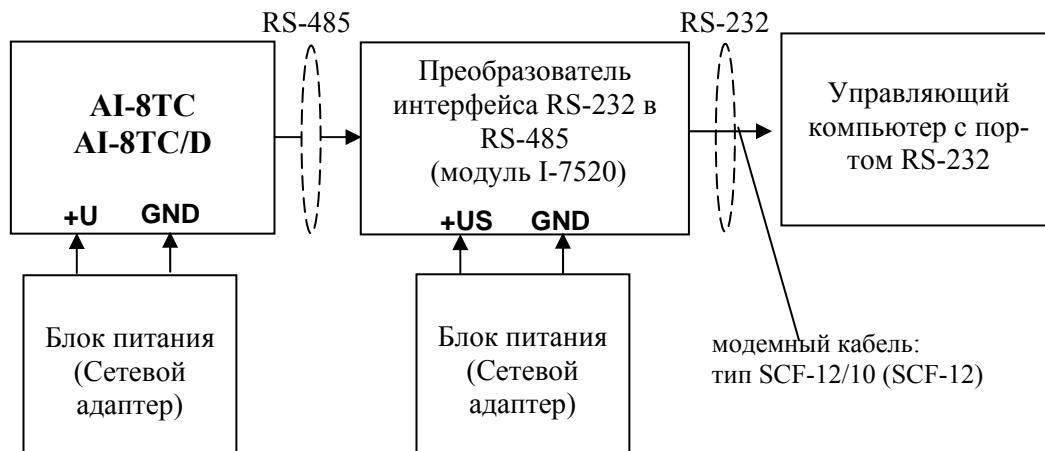 RS-485
RS-232
AI-8TC
AI-8TC/D
+U GND
Преобразователь
интерфейса RS-232 в
RS-485
(модуль I-7520)
+US GND
Управляющий
компьютер с пор-
том RS-232
Блок питания
(Сетевой
адаптер)
Блок питания
(Сетевой
адаптер)
модемный кабель:
тип SCF-12/10 (SCF-12)